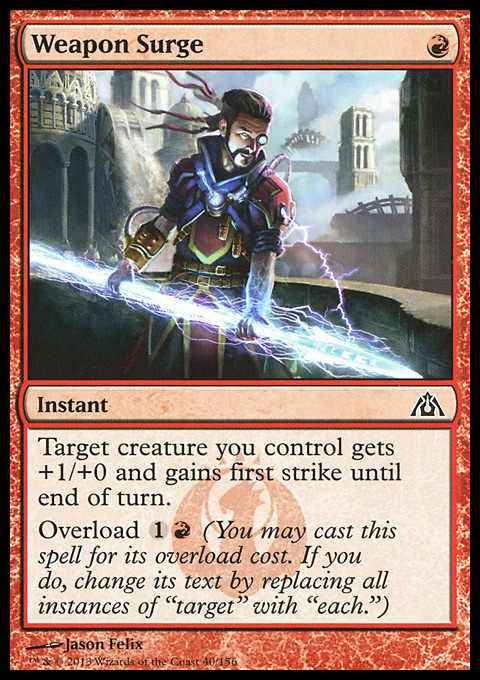 Weapon Surge
Instant
Target creature you control gets
+1/+0 and gains first strike until
end of turn.
Overload 1 (You may cast this
spell for its overload cost. If you
do, change its text by replacing all
instances of “target” with “each.”)
Jason Felix
™ & © 2013 Wizards of the Coast 40/156